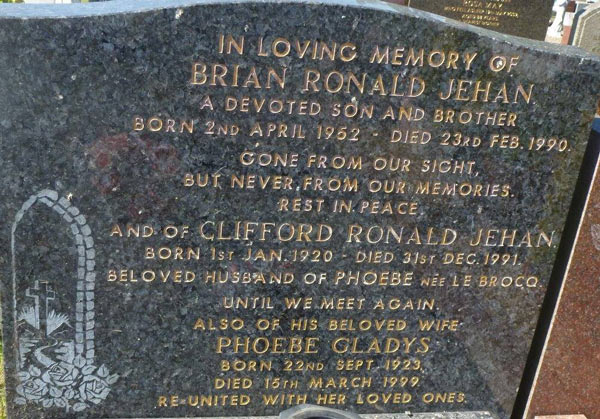 ROSA MAY
IN LOVING MEMORY OF
BRIAN RONALD JEHAN
A DEVOTED SON AND BROTHER
BORN 2ND APRIL 1952 - DIED 23RD FEB. 1990.
GONE FROM OUR SIGHT,
BUT NEVER, FROM OUR MEMORIES.
REST IN PEACE
AND OF CLIFFORD RONALD JEHAN
BORN 1ST JAN. 1920 - DIED 31ST DEC. 1991.
BELOVED HUSBAND OF PHOEBE NÉE LE BROCQ.
UNTIL WE MEET AGAIN.
ALSO OF HIS BELOVED WIFE
PHOEBE GLADYS
BORN 22ND SEPT. 1923
DIED 15TH MARCH 1999.
RE-UNITED WITH HER LOVED ONES.